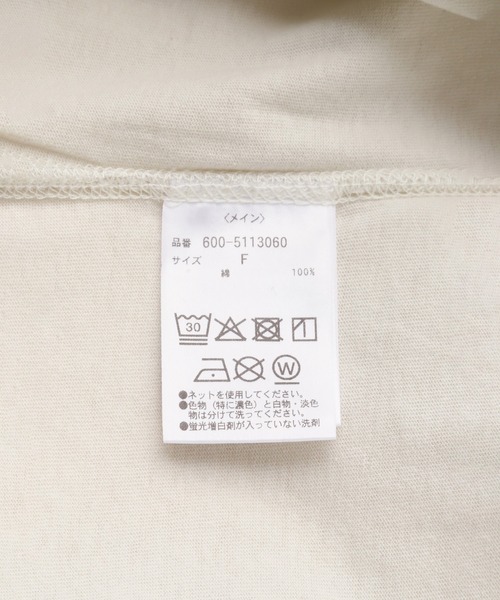 〈メイン〉
品番 600-5113060
サイズ F
綿 100%
30
W
●ネットを使用してください。
●色物（特に濃色）と白物・淡色
物は分けて洗ってください。
●蛍光増白剤が入っていない洗剤